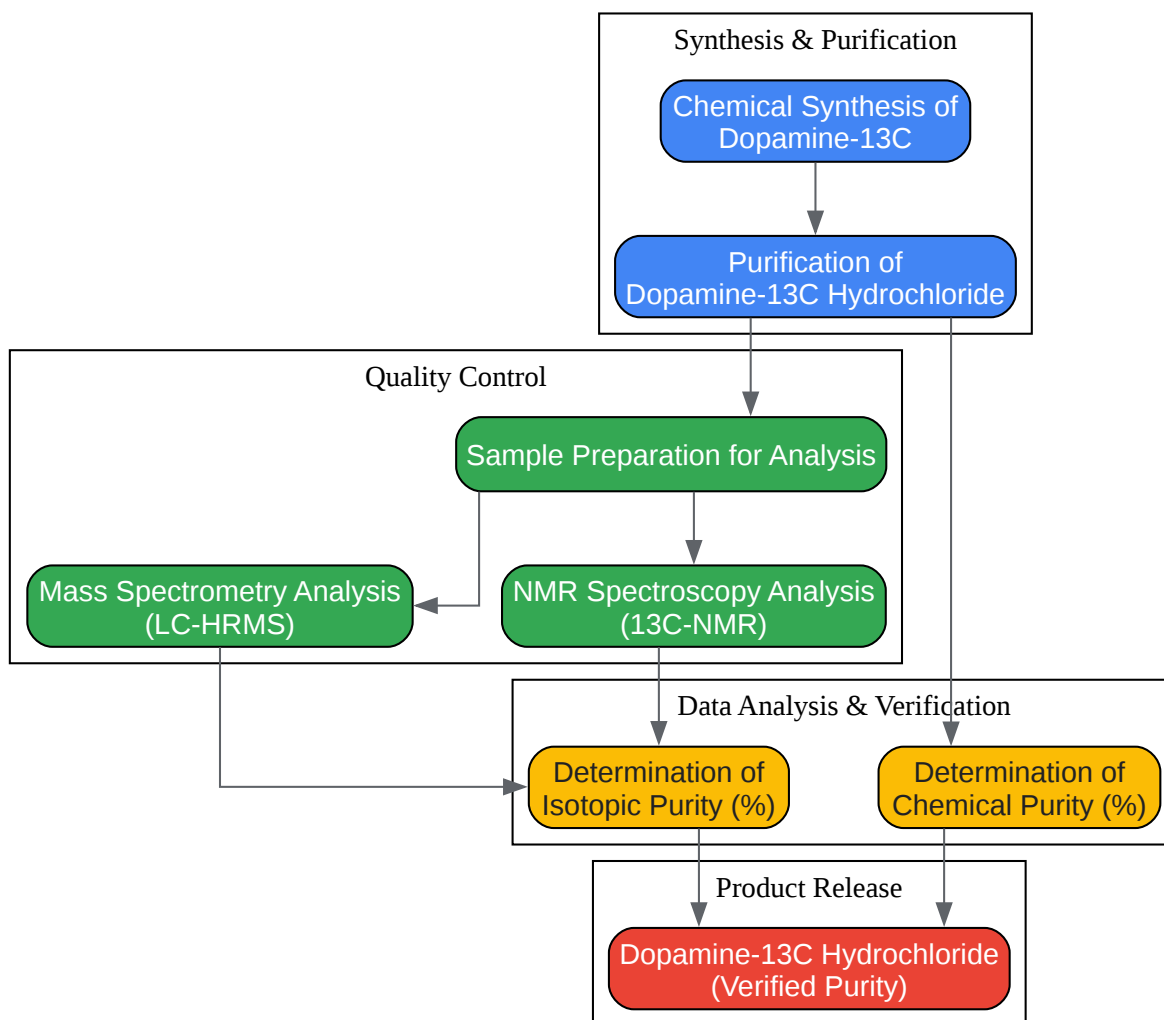 Synthesis & Purification
Chemical Synthesis of
Dopamine-13C
Purification of
Dopamine-13C Hydrochloride
Quality Control
Sample Preparation for Analysis
Mass Spectrometry Analysis
(LC-HRMS)
NMR Spectroscopy Analysis
(13C-NMR)
Data Analysis & Verification
Determination of
Isotopic Purity (%)
Determination of
Chemical Purity (%)
Product Release
Dopamine-13C Hydrochloride
(Verified Purity)